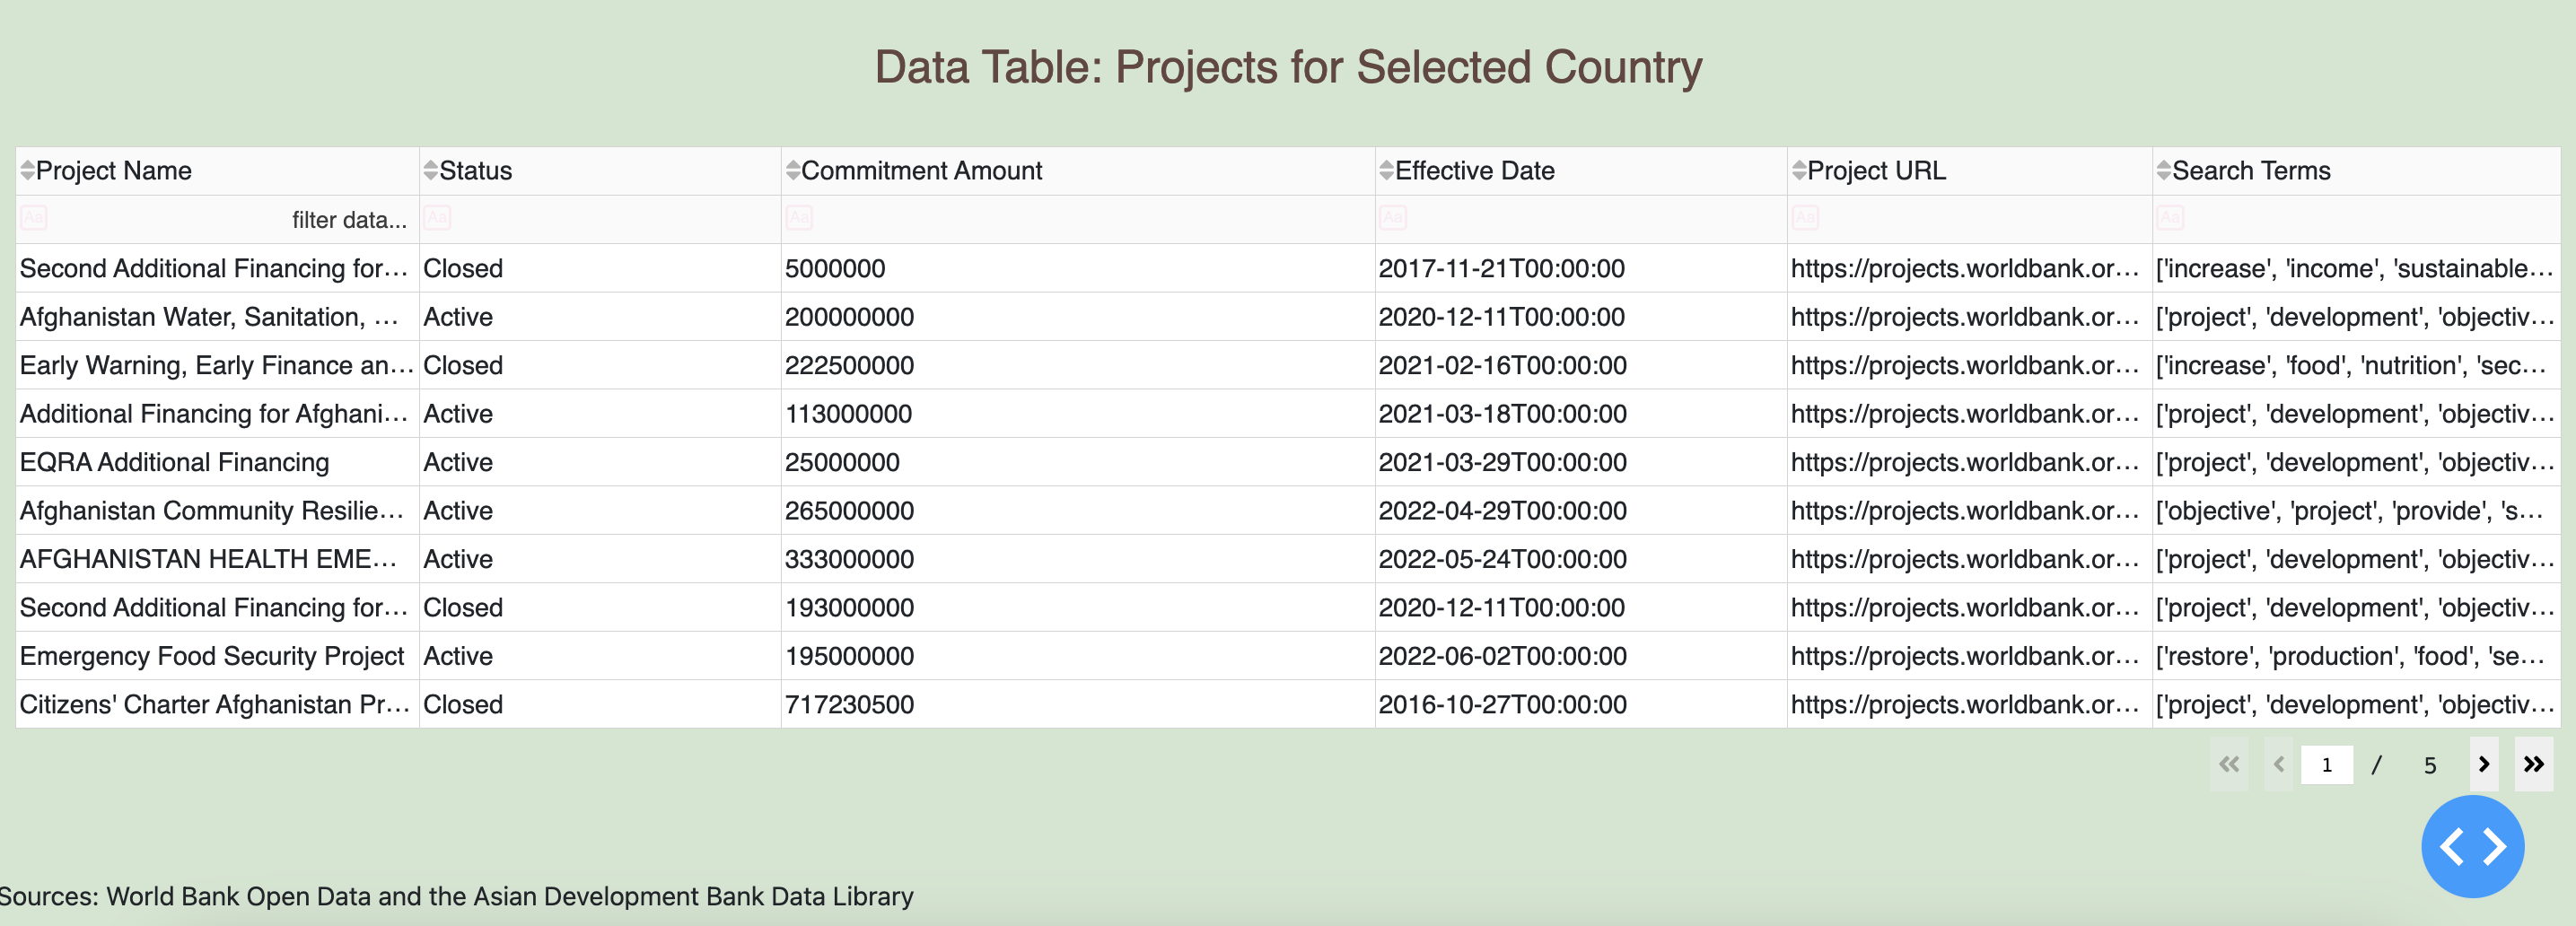 Data Table: Projects for Selected Country
Project Name Status Commitment Amount Effective Date Project URL Search Terms
Aa filter data... Aa Aa Aa Aa Aa
Second Additional Financing for... Closed 5000000 2017-11-21T00:00:00 https://projects.worldbank.or... ['increase', 'income', 'sustainable...
Afghanistan Water, Sanitation, ... Active 200000000 2020-12-11T00:00:00 https://projects.worldbank.or... ['project', 'development', 'objectiv...
Early Warning, Early Finance an... Closed 222500000 2021-02-16T00:00:00 https://projects.worldbank.or... ['increase', 'food', 'nutrition', 'sec...
Additional Financing for Afghani... Active 113000000 2021-03-18T00:00:00 https://projects.worldbank.or... ['project', 'development', 'objectiv...
EQRA Additional Financing Active 25000000 2021-03-29T00:00:00 https://projects.worldbank.or... ['project', 'development', 'objectiv...
Afghanistan Community Resilie... Active 265000000 2022-04-29T00:00:00 https://projects.worldbank.or... ['objective', 'project', 'provide', 's...
AFGHANISTAN HEALTH EME... Active 333000000 2022-05-24T00:00:00 https://projects.worldbank.or... ['project', 'development', 'objectiv...
Second Additional Financing for... Closed 193000000 2020-12-11T00:00:00 https://projects.worldbank.or... ['project', 'development', 'objectiv...
Emergency Food Security Project Active 195000000 2022-06-02T00:00:00 https://projects.worldbank.or... ['restore', 'production', 'food', 'se...
Citizens' Charter Afghanistan Pr... Closed 717230500 2016-10-27T00:00:00 https://projects.worldbank.or... ['project', 'development', 'objectiv...
1 / 5
Sources: World Bank Open Data and the Asian Development Bank Data Library